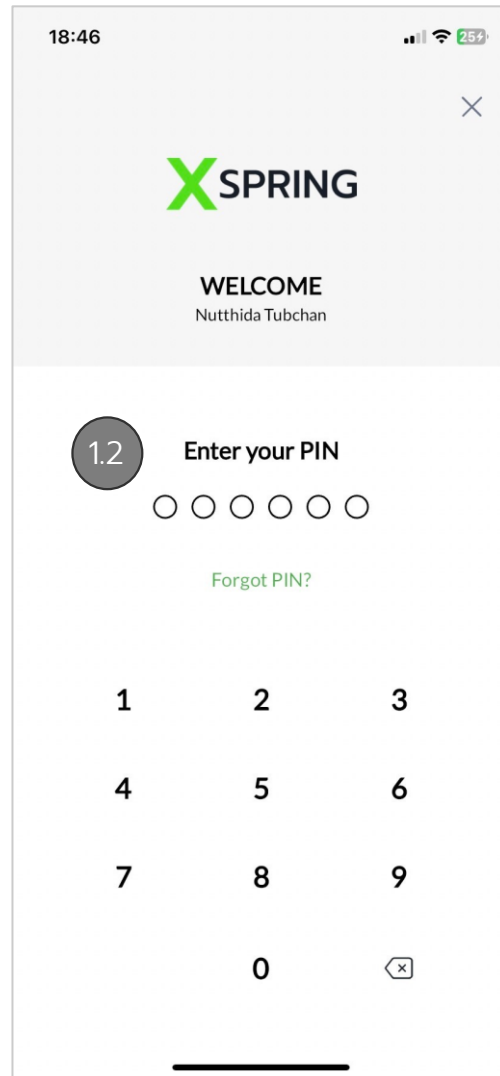 18:46
25
XSPRING
WELCOME
Nutthida Tubchan
1.2
Enter your PIN
Forgot PIN?
1 2 3
4 5 6
7 8 9
0